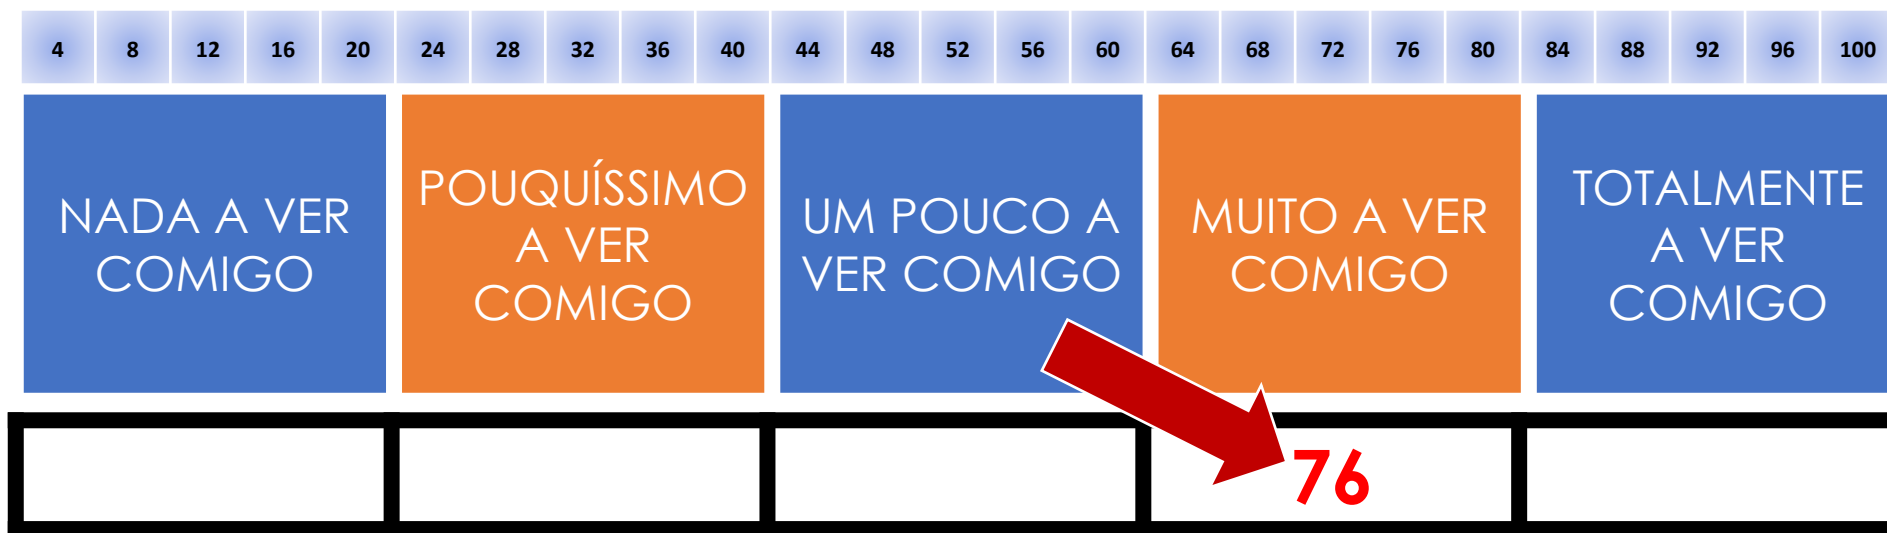 4 8 12 16 20 24 28 32 36 40 44 48 52 56 60 64 68 72 76 80 84 88 92 96 100
NADA A VER
COMIGO
POUQUÍSSIMO
A VER
COMIGO
UM POUCO A
VER COMIGO
MUITO A VER
COMIGO
TOTALMENTE
A VER
COMIGO
76